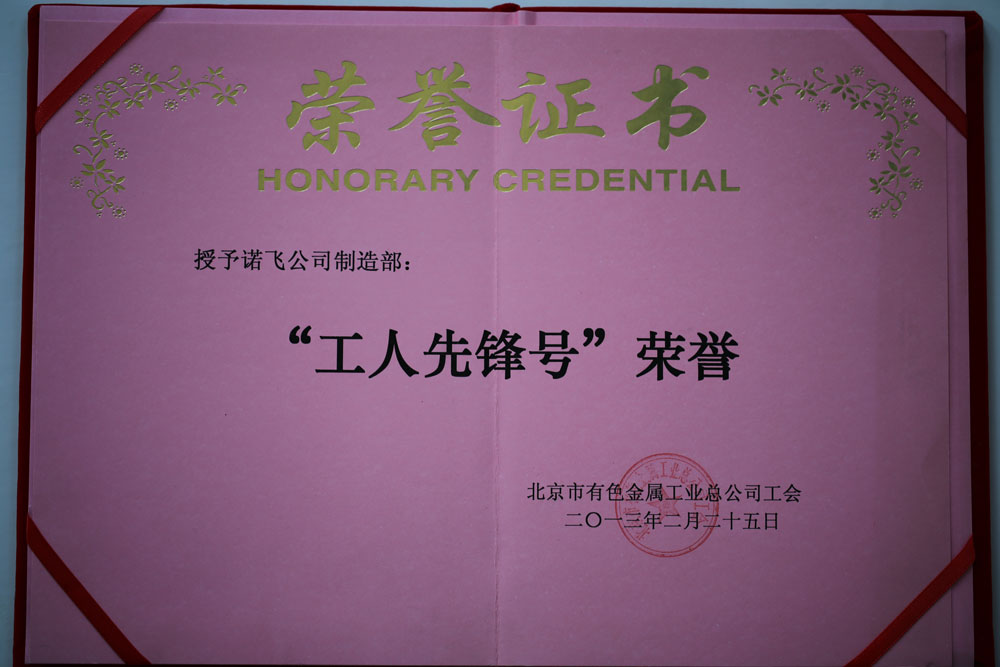 荣誉证书
HONORARY CREDENTIAL
授予诺飞公司制造部：
“工人先锋号”荣誉
北京市有色金属工业总公司工会
二〇一三年二月二十五日